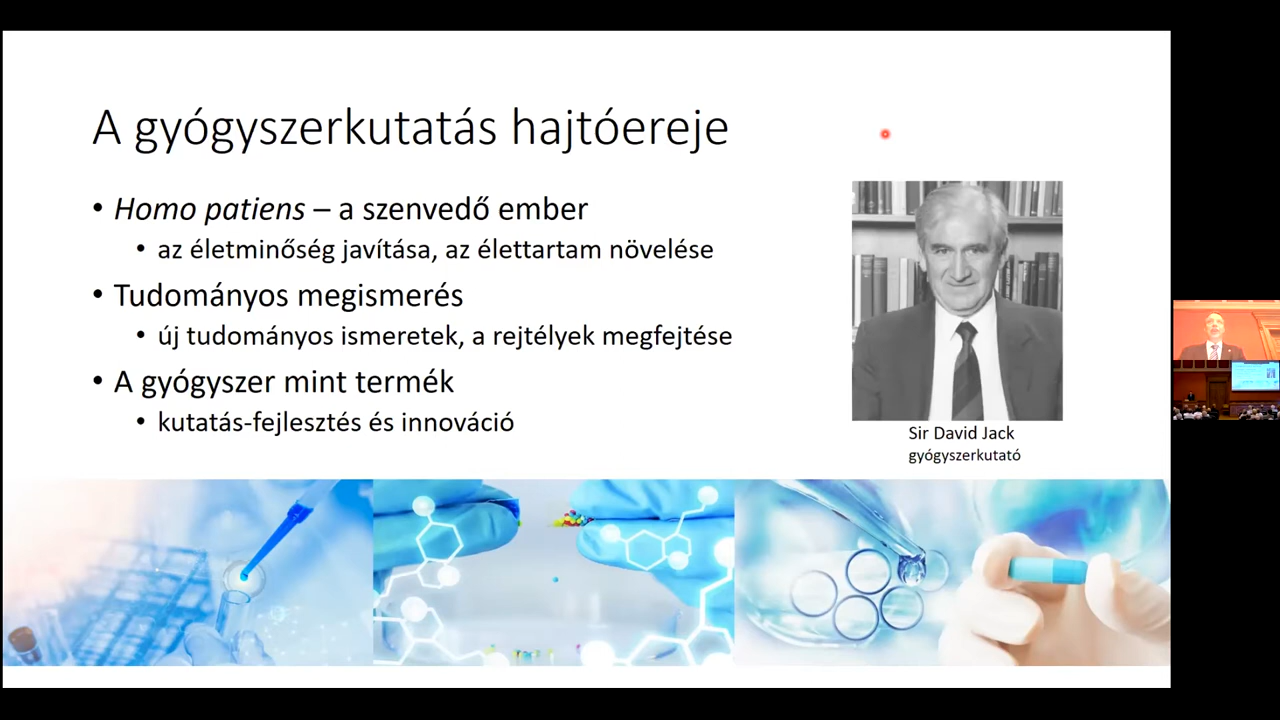 A gyógyszerkutatás hajtóereje
• Homo patiens – a szenvedő ember
• az életminőség javítása, az élettartam növelése
• Tudományos megismerés
• új tudományos ismeretek, a rejtélyek megfejtése
• A gyógyszer mint termék
• kutatás-fejlesztés és innováció
Sir David Jack
gyógyszerkutató